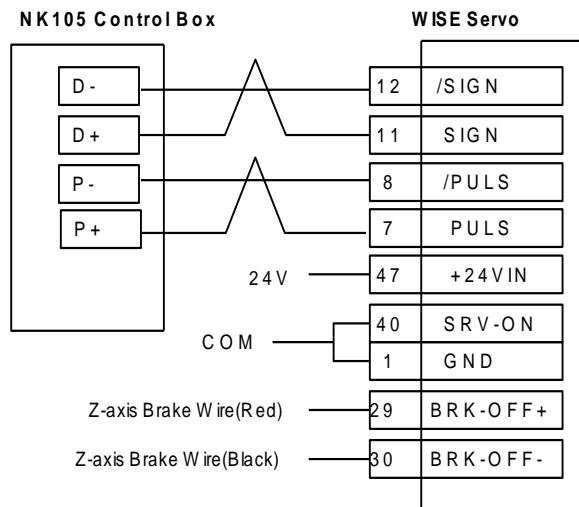 NK105 Control Box WISE Servo
D- 12 /SIGN
D+ 11 SIGN
P- 8 /PULS
P+ 7 PULS
24V 47 +24VIN
40 SRV-ON
COM
1 GND
Z-axis Brake Wire(Red) 29 BRK-OFF+
Z-axis Brake Wire(Black) 30 BRK-OFF-